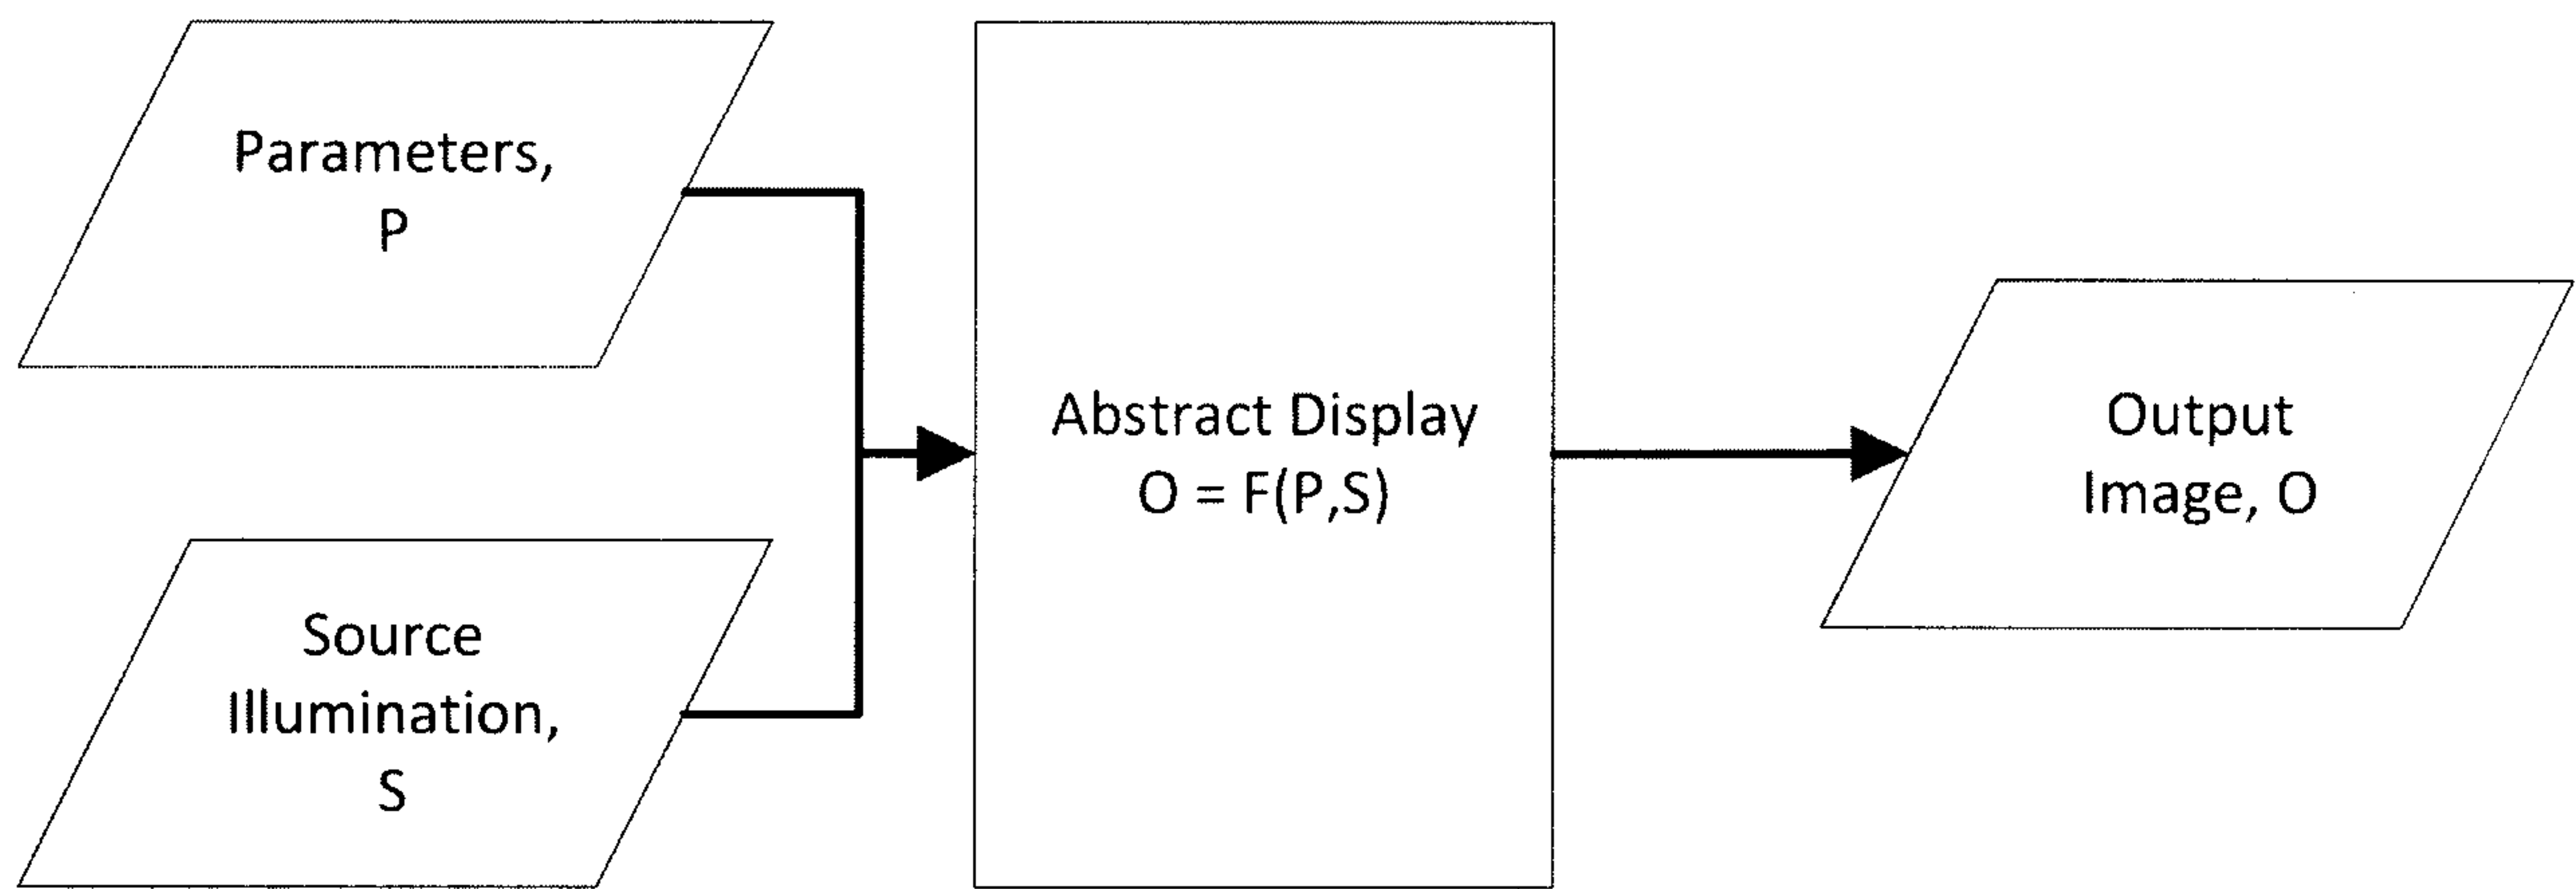 Parameters,
P
Source
Illumination,
S
Abstract Display
O = F(P,S)
Output
Image, O